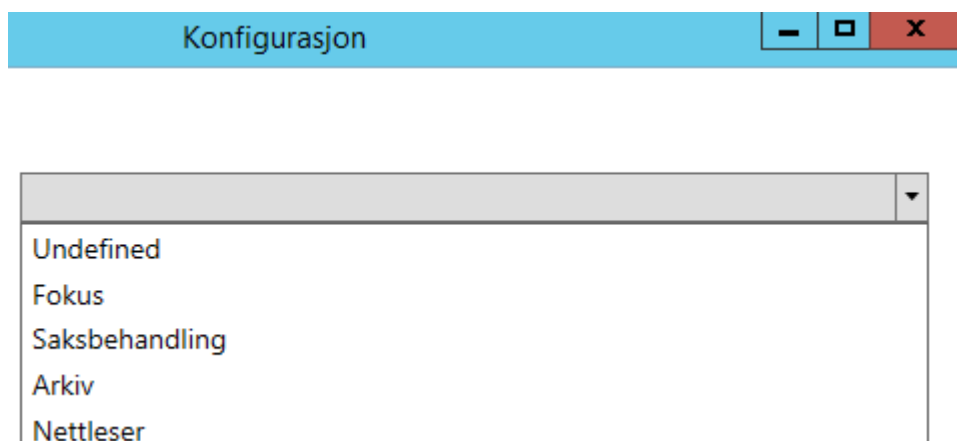 Konfigurasjon
Undefined
Fokus
Saksbehandling
Arkiv
Nettleser